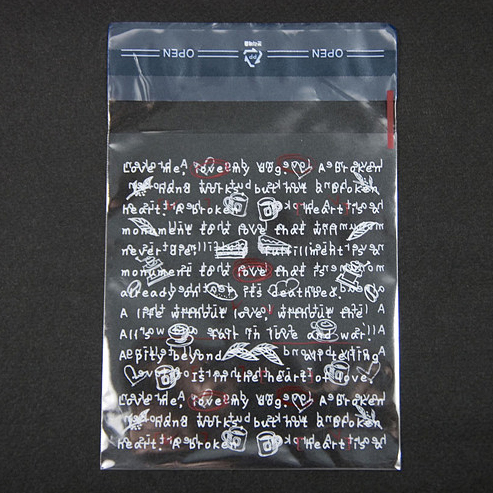 OPEN OPEN
Love me, love my dog. A Broken
hand works, but not a broken
heart. A broken heart is a
monument to love that will
never die; fulfillment is a
monument to the love that is
already on its deathbed.
A life without love, without the
All's fair in love and war.
A pity beyond all telling
Is in the heart of love.
Love me, love my dog. A Broken
hand works, but not a broken
heart. A broken heart is a